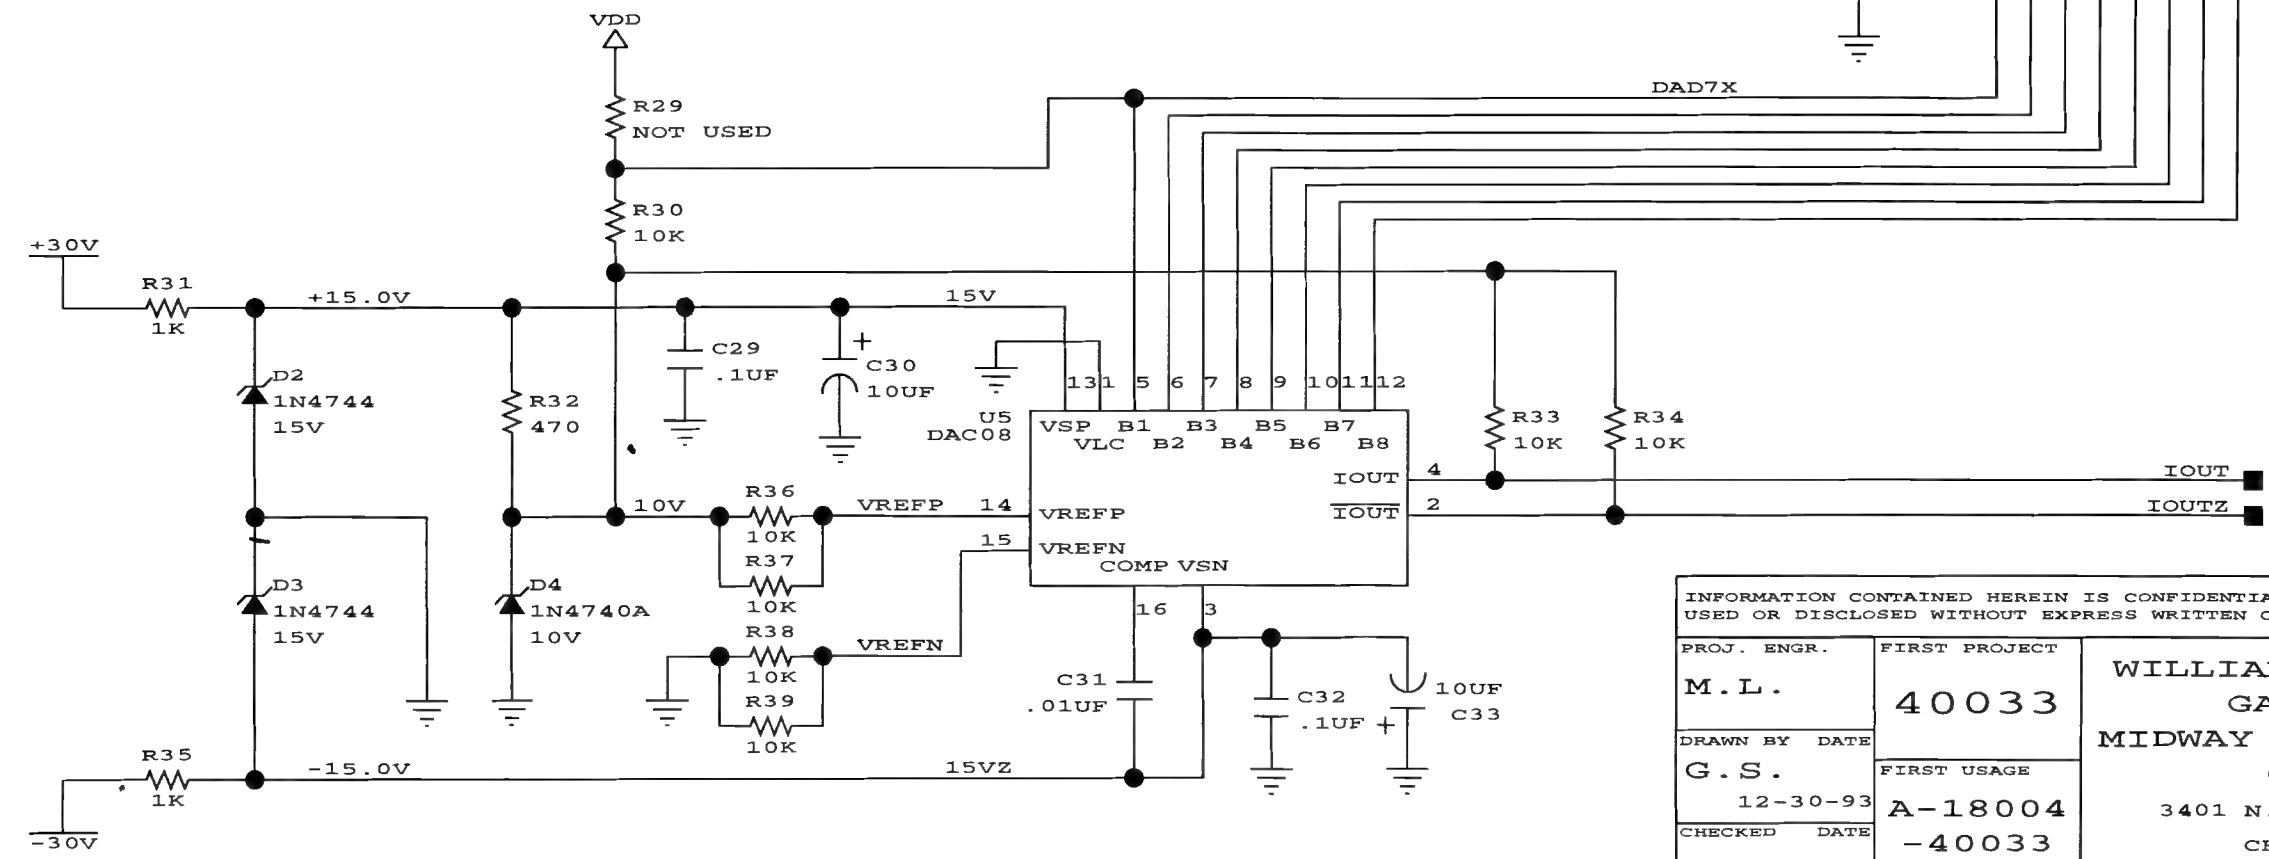 VDD
DAD7X
R29
NOT USED
R30
10K
+30V
R31
1K
+15.0V
15V
C29
.1UF
+
C30
10UF
D2
1N4744
15V
R32
470
13 1 5 6 7 8 9 10 11 12
U5
DAC08
VSP B1 B3 B5 B7
VLC B2 B4 B6 B8
R33
10K
R34
10K
IOUT
4
IOUT
IOUT
2
IOUTZ
10V
R36
10K
VREFP
14
VREFP
15
VREFN
R37
10K
COMP VSN
16
3
D3
1N4744
15V
D4
1N4740A
10V
R38
10K
VREFN
R39
10K
C31
.01UF
C32
.1UF
+
10UF
C33
R35
1K
-15.0V
15VZ
-30V
INFORMATION CONTAINED HEREIN IS CONFIDENTIA
USED OR DISCLOSED WITHOUT EXPRESS WRITTEN
PROJ. ENGR.
M.L.
FIRST PROJECT
40033
WILLIA
GA
MIDWAY
DRAWN BY DATE
G.S.
12-30-93
FIRST USAGE
A-18004
-40033
3401 N.
CHECKED DATE